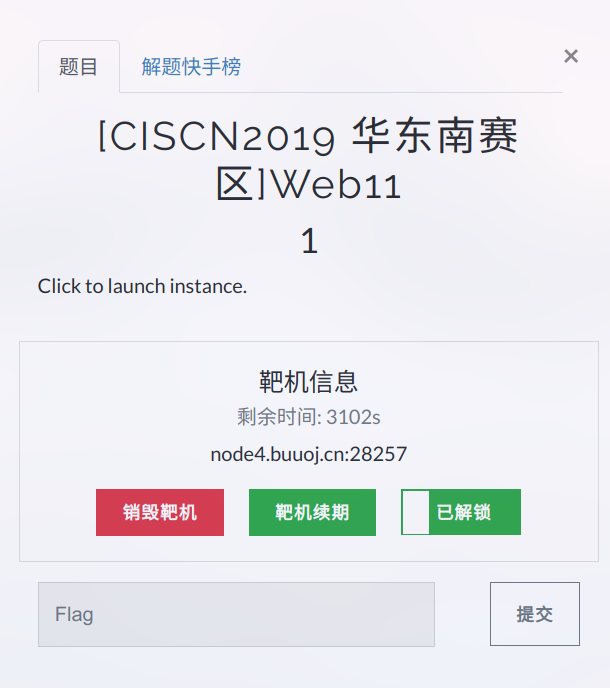 题目 解题快手榜 ×
[CISCN2019 华东南赛
区]Web11
1
Click to launch instance.
靶机信息
剩余时间: 3102s
node4.buuoj.cn:28257
销毁靶机 靶机续期 已解锁
Flag 提交